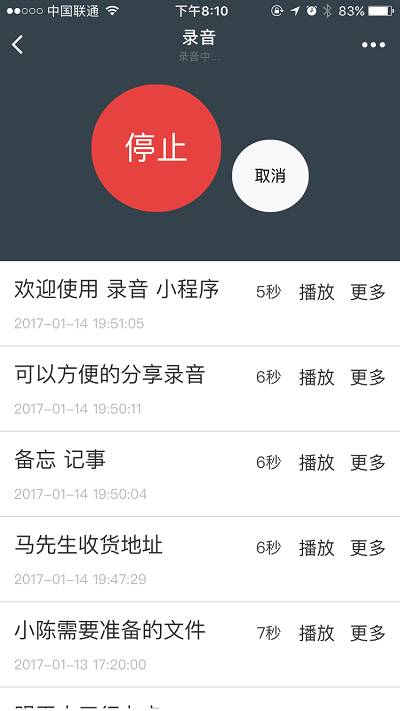 中国联通 下午8:10 83%
录音
录音中...
停止
取消
欢迎使用 录音 小程序 5秒 播放 更多
2017-01-14 19:51:05
可以方便的分享录音 6秒 播放 更多
2017-01-14 19:50:11
备忘 记事 6秒 播放 更多
2017-01-14 19:50:04
马先生收货地址 6秒 播放 更多
2017-01-14 19:47:29
小陈需要准备的文件 7秒 播放 更多
2017-01-13 17:20:00